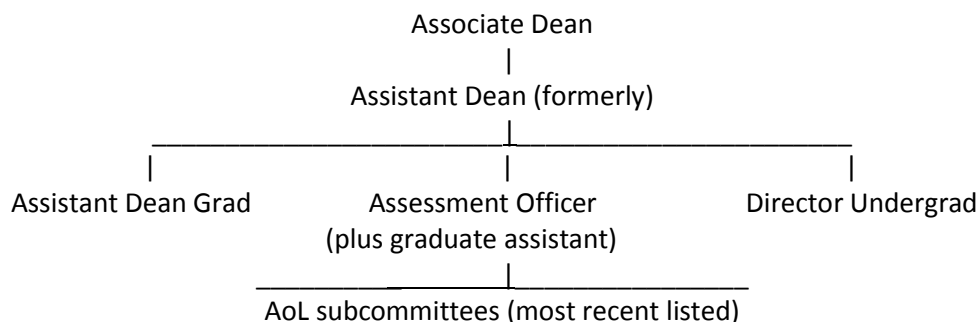 Associate Dean
Assistant Dean (formerly)
Assistant Dean Grad Assessment Officer Director Undergrad
(plus graduate assistant)
AoL subcommittees (most recent listed)